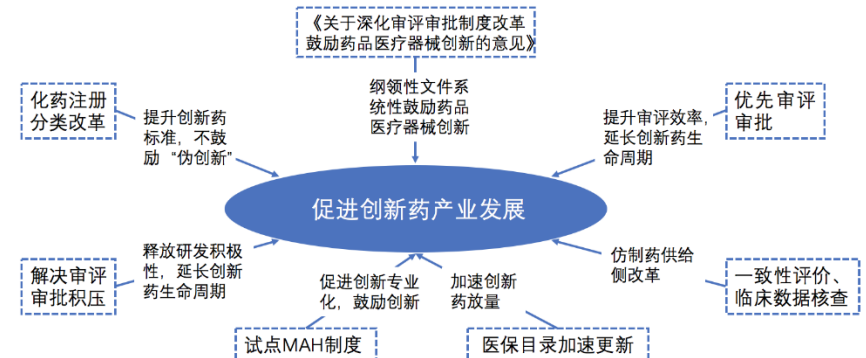 《关于深化审评审批制度改革
鼓励药品医疗器械创新的意见》
纲领性文件系
统性鼓励药品
医疗器械创新
化药注册
分类改革
提升创新药
标准，不鼓
励“伪创新”
提升审评效率，
延长创新药生
命周期
优先审评
审批
促进创新药产业发展
解决审评
审批积压
释放研发积极
性，延长创新
药生命周期
促进创新专业
化，鼓励创新
加速创新
药放量
仿制药供给
侧改革
一致性评价、
临床数据核查
试点MAH制度
医保目录加速更新